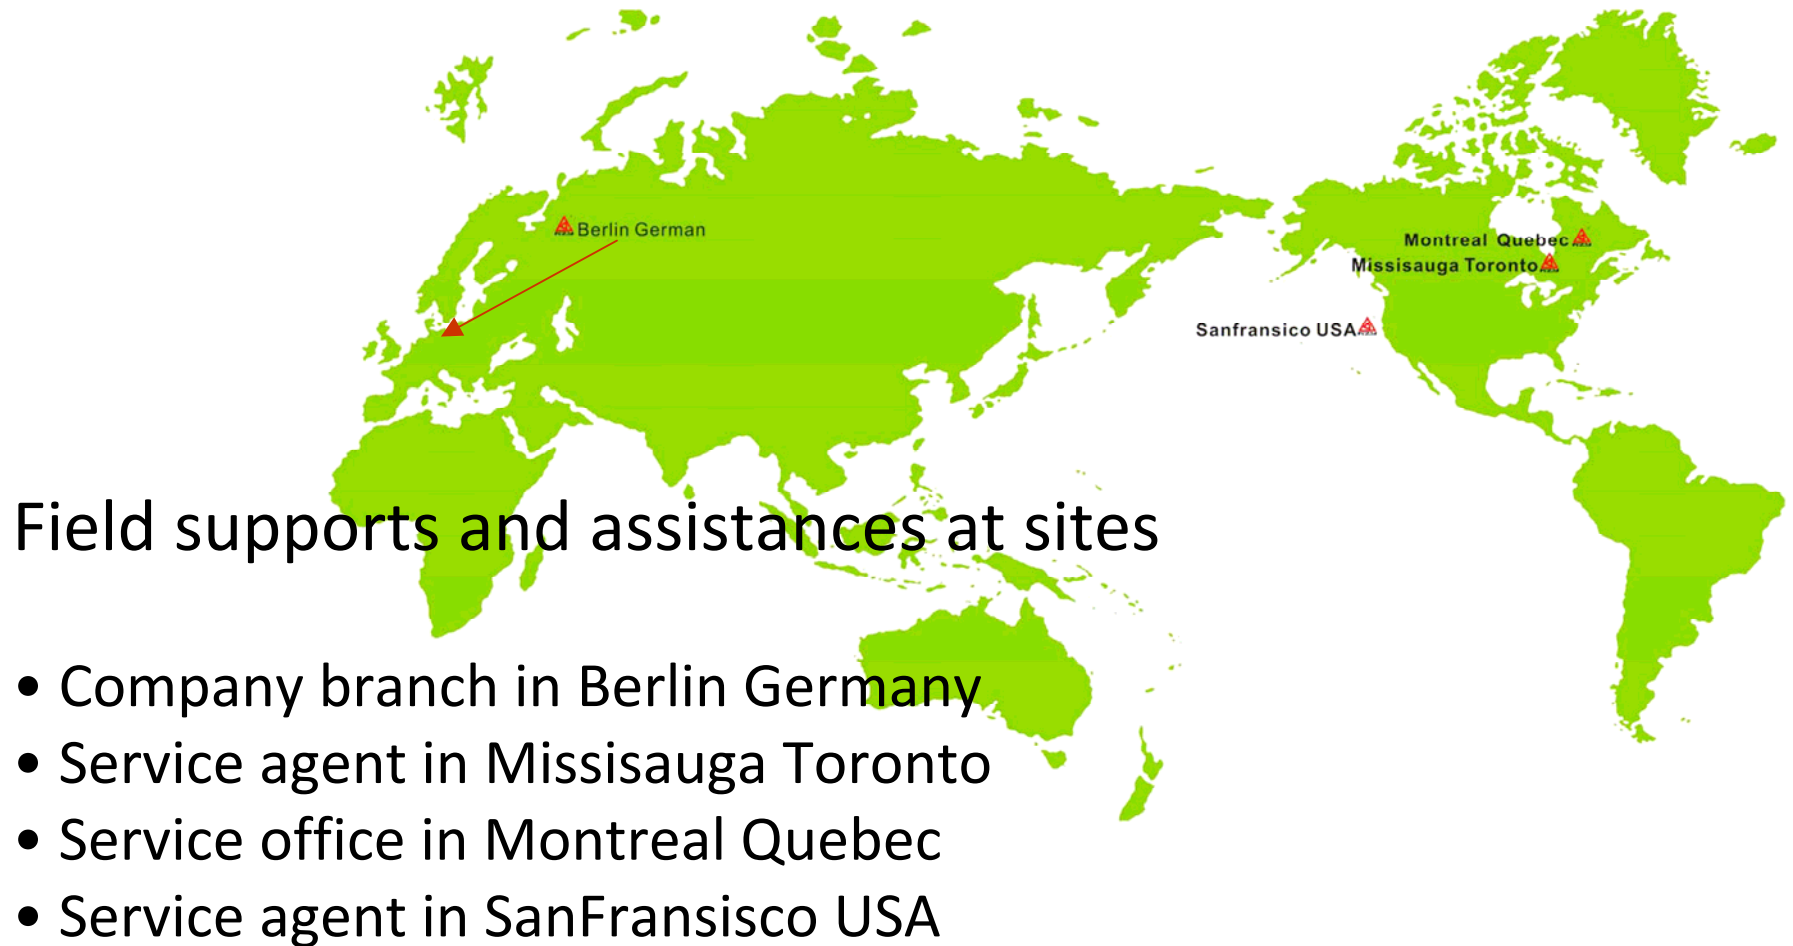 Berlin German
Montreal Quebec
Missisauga Toronto
Sanfransico USA
Field supports and assistances at sites
• Company branch in Berlin Germany
• Service agent in Missisauga Toronto
• Service office in Montreal Quebec
• Service agent in SanFransisco USA